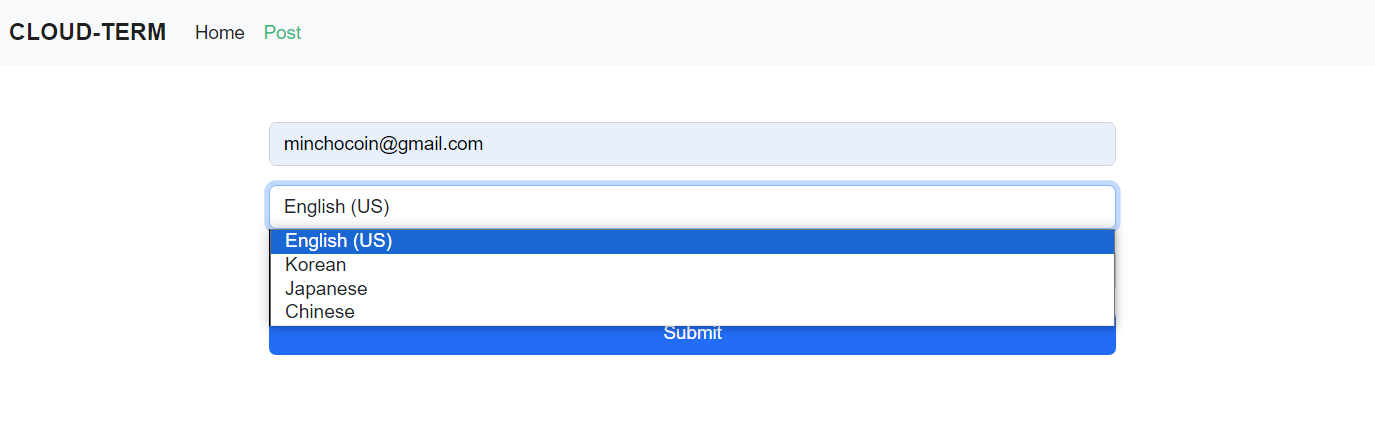 CLOUD-TERM Home Post
minchocoin@gmail.com
English (US)
English (US)
Korean
Japanese
Chinese
Submit